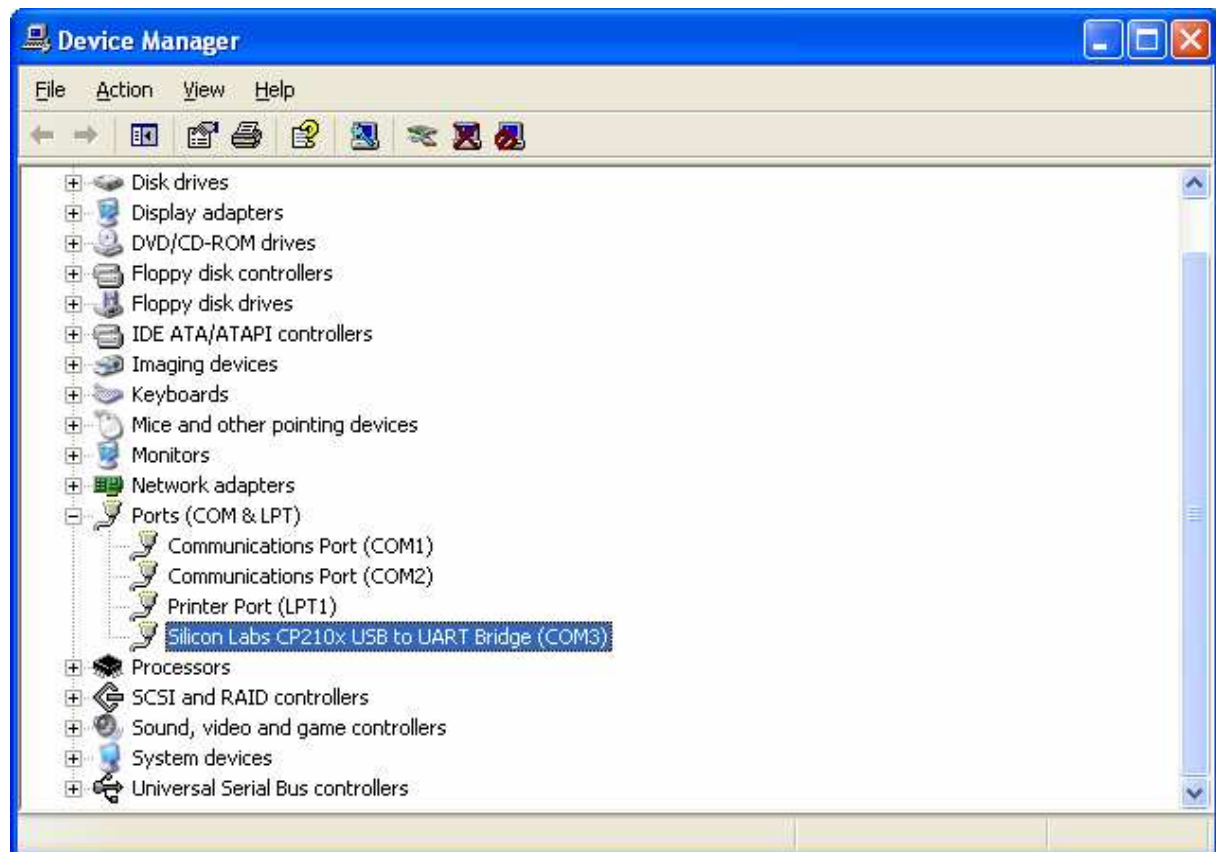 Device Manager
File Action View Help
Disk drives
Display adapters
DVD/CD-ROM drives
Floppy disk controllers
Floppy disk drives
IDE ATA/ATAPI controllers
Imaging devices
Keyboards
Mice and other pointing devices
Monitors
Network adapters
Ports (COM & LPT)
Communications Port (COM1)
Communications Port (COM2)
Printer Port (LPT1)
Silicon Labs CP210x USB to UART Bridge (COM3)
Processors
SCSI and RAID controllers
Sound, video and game controllers
System devices
Universal Serial Bus controllers